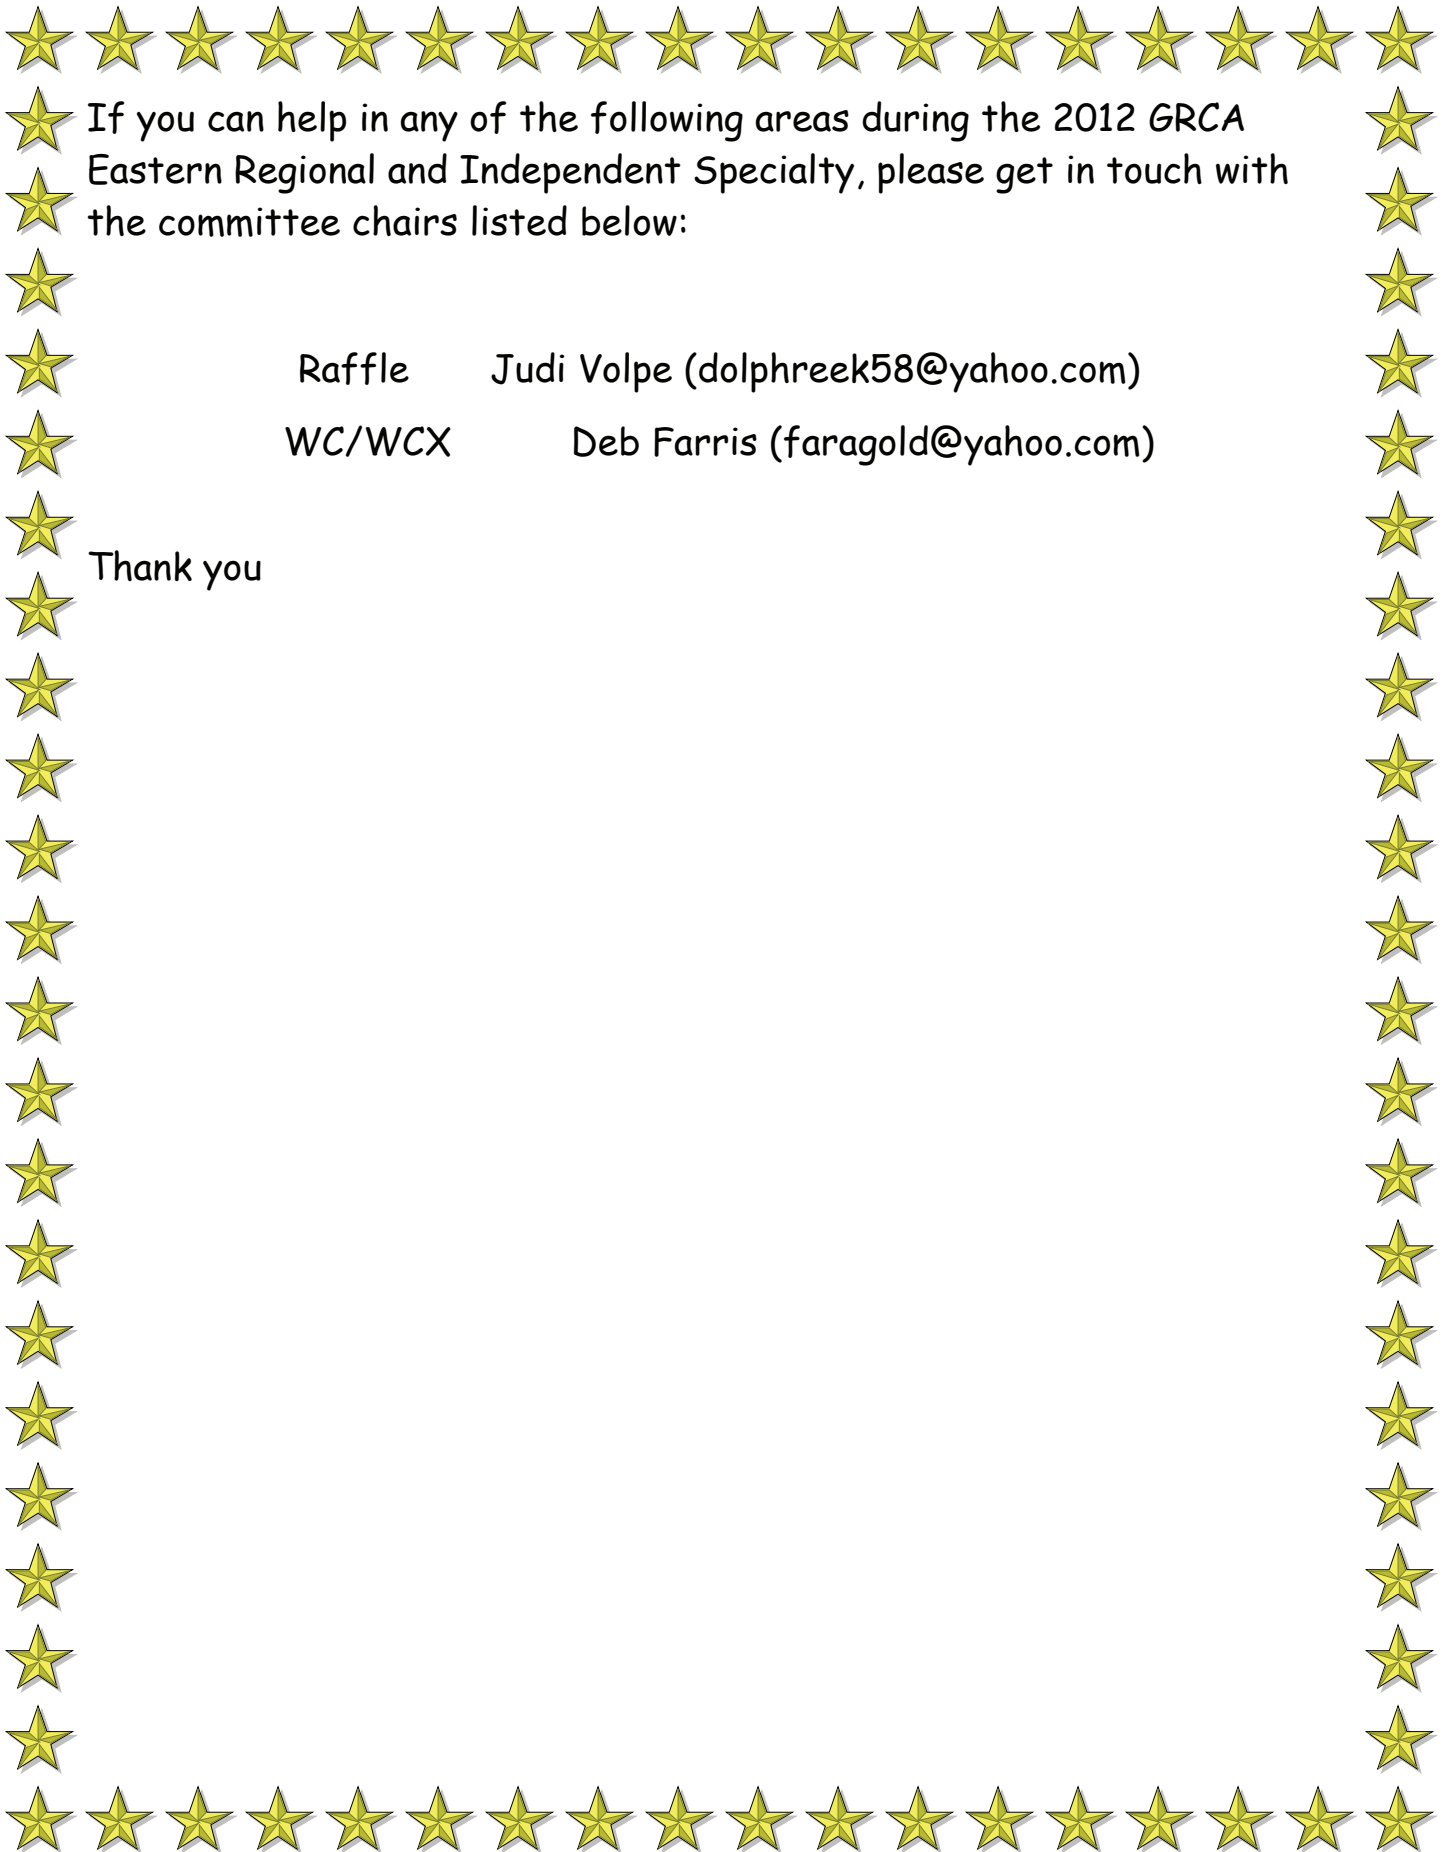 If you can help in any of the following areas during the 2012 GRCA
Eastern Regional and Independent Specialty, please get in touch with
the committee chairs listed below:
Raffle Judi Volpe (dolphreek58@yahoo.com)
WC/WCX Deb Farris (faragold@yahoo.com)
Thank you